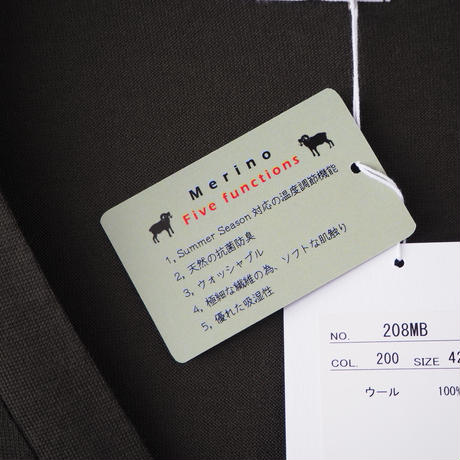 Merino
Five functions
1, Summer Season 対応の温度調節機能
2, 天然の抗菌防臭
3, ウォッシャブル
4, 極細な繊維の為、ソフトな肌触り
5, 優れた吸湿性
NO. 208MB
COL. 200 SIZE 42
ウール 100%